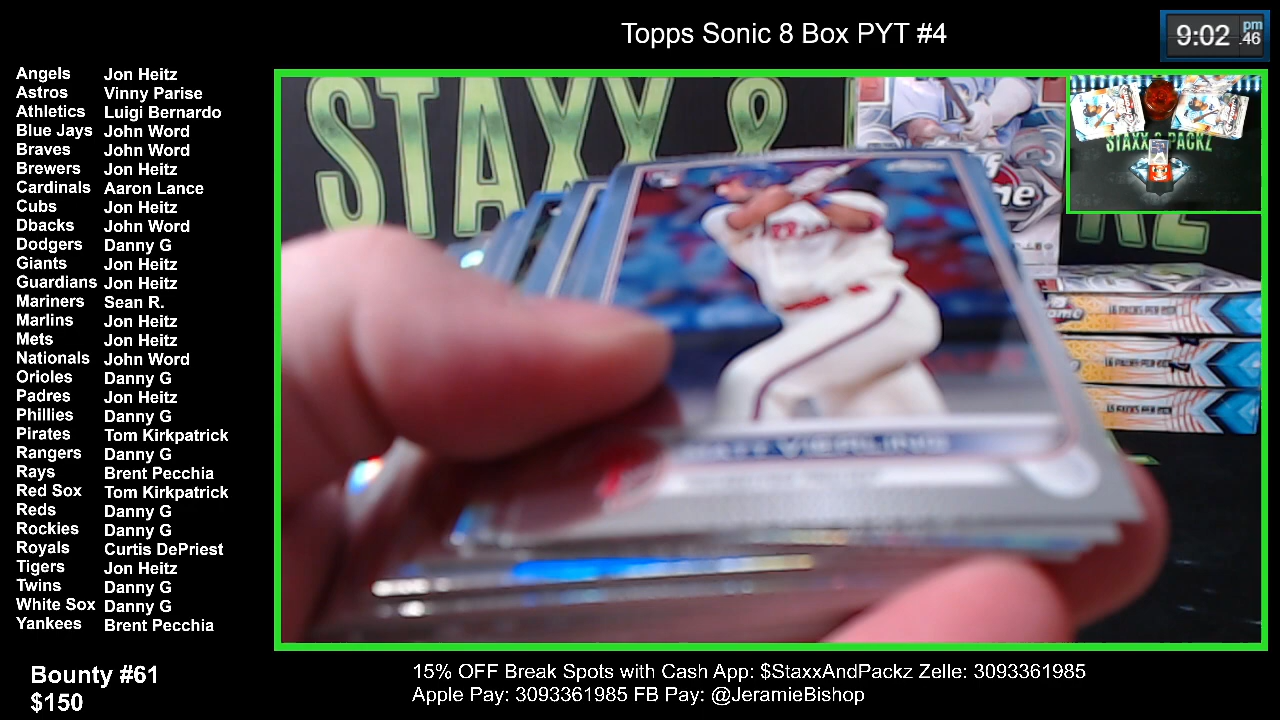 Topps Sonic 8 Box PYT #4
9:02 pm .46
Angels Jon Heitz
Astros Vinny Parise
Athletics Luigi Bernardo
Blue Jays John Word
Braves John Word
Brewers Jon Heitz
Cardinals Aaron Lance
Cubs Jon Heitz
Dbacks John Word
Dodgers Danny G
Giants Jon Heitz
Guardians Jon Heitz
Mariners Sean R.
Marlins Jon Heitz
Mets Jon Heitz
Nationals John Word
Orioles Danny G
Padres Jon Heitz
Phillies Danny G
Pirates Tom Kirkpatrick
Rangers Danny G
Rays Brent Pecchia
Red Sox Tom Kirkpatrick
Reds Danny G
Rockies Danny G
Royals Curtis DePriest
Tigers Jon Heitz
Twins Danny G
White Sox Danny G
Yankees Brent Pecchia
STAXX &
STAXX & PACKZ
KZ
MATT VIERLING
Bounty #61
$150
15% OFF Break Spots with Cash App: $StaxxAndPackz Zelle: 3093361985
Apple Pay: 3093361985 FB Pay: @JeramieBishop